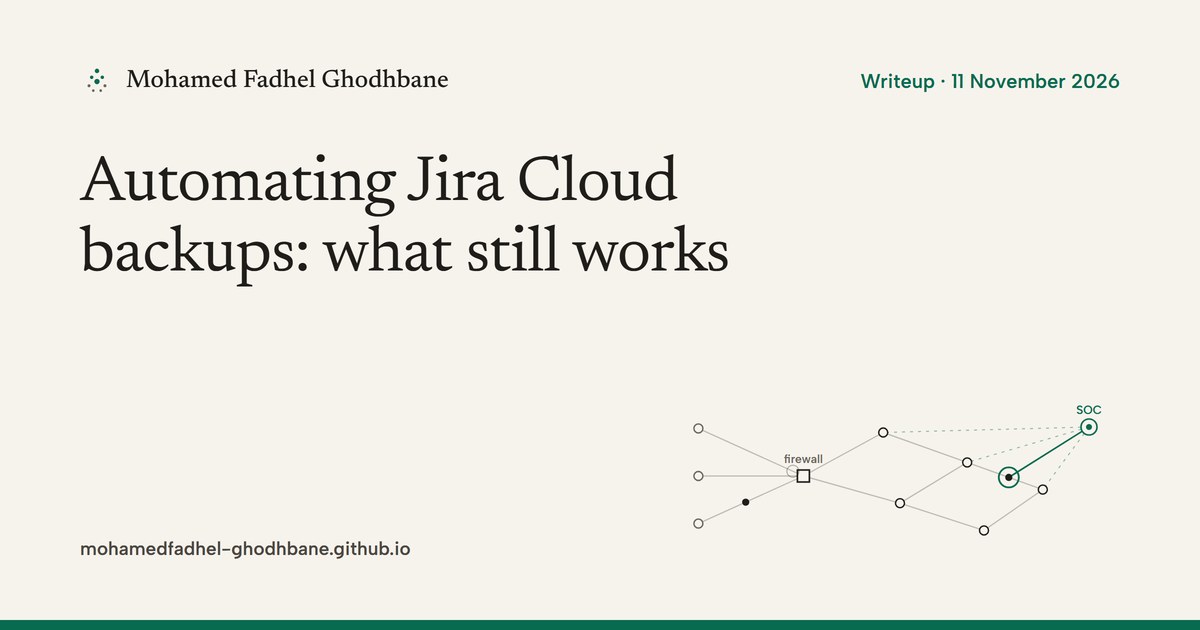 Mohamed Fadhel Ghodhbane
Writeup · 11 November 2026
Automating Jira Cloud
backups: what still works
SOC
firewall
mohamedfadhel-ghodhbane.github.io